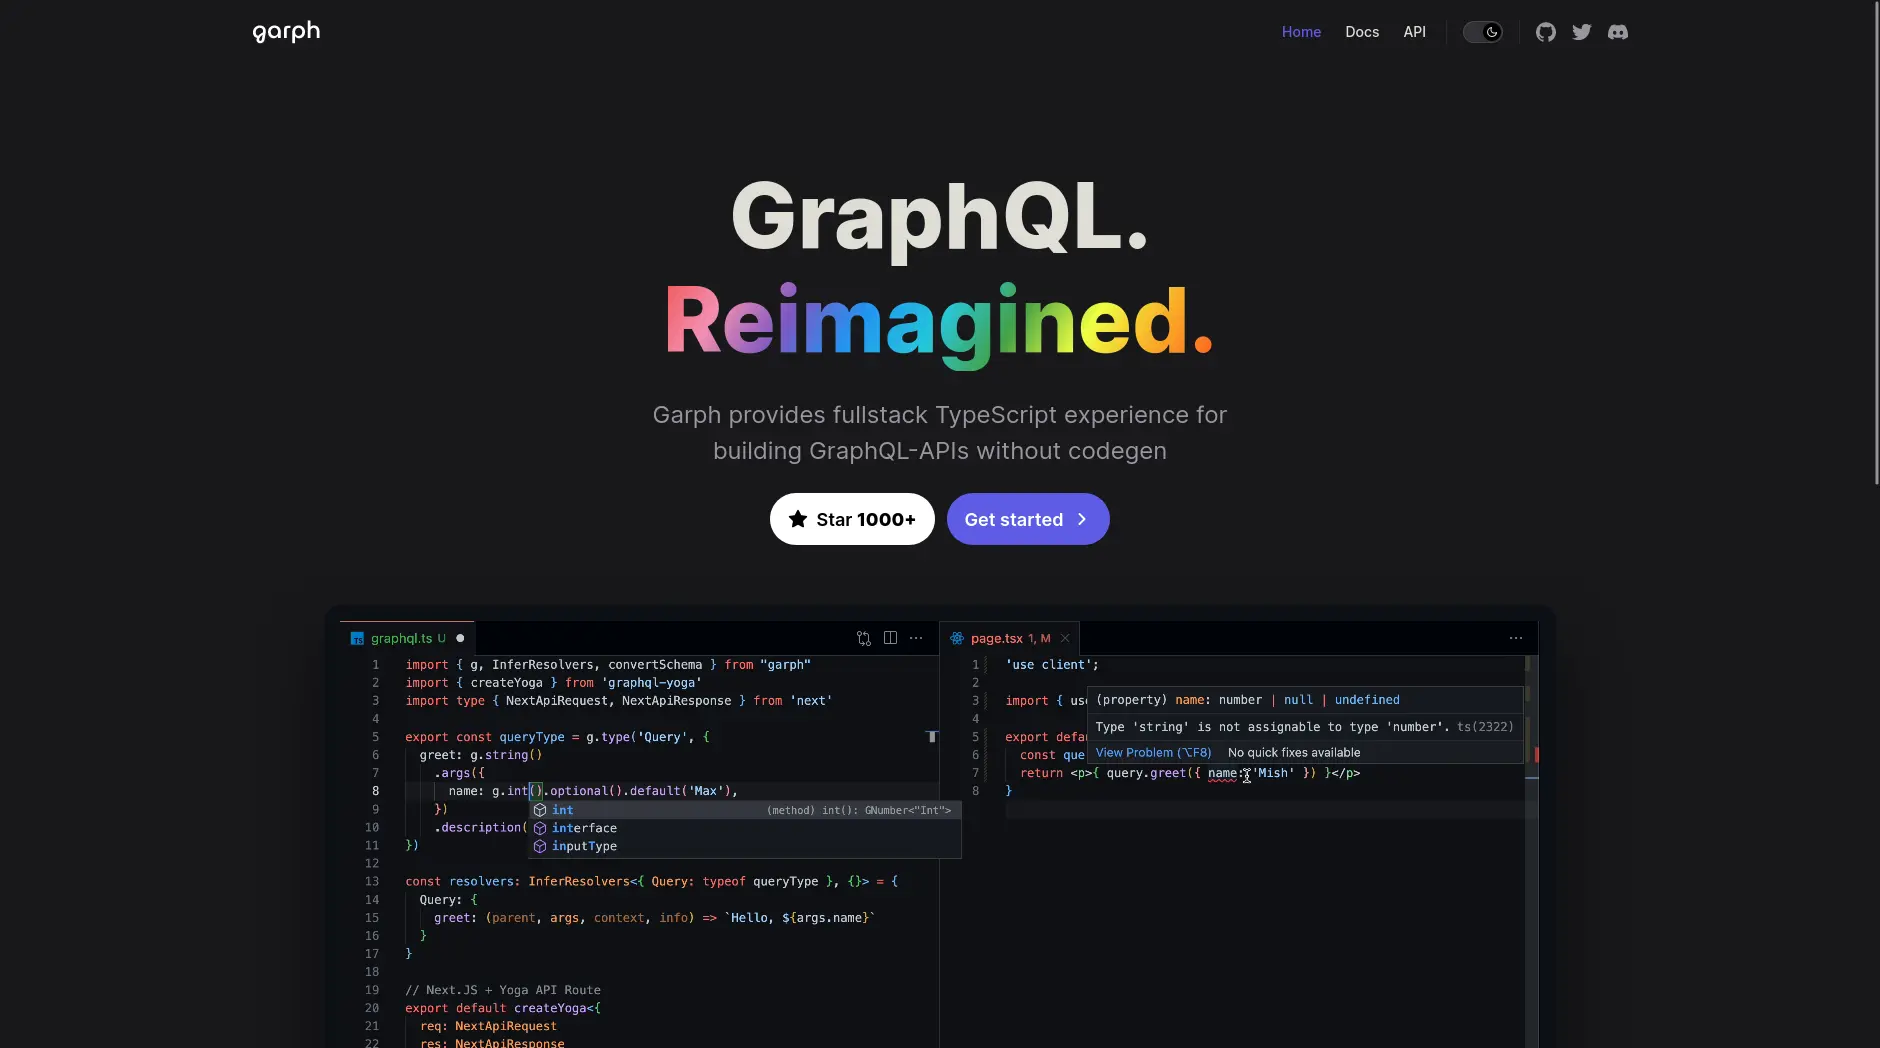 garph
Home Docs API
GraphQL.
Reimagined.
Garph provides fullstack TypeScript experience for
building GraphQL-APIs without codegen
Star 1000+
Get started
TS graphql.ts U
1 import { g, InferResolvers, convertSchema } from "garph"
2 import { createYoga } from 'graphql-yoga'
3 import type { NextApiRequest, NextApiResponse } from 'next'
4
5 export const queryType = g.type('Query', {
6 greet: g.string()
7 .args({
8 name: g.int().optional().default('Max'),
9 })
10 .description(
11 })
int (method) int(): GNumber<"Int">
interface
inputType
12
13 const resolvers: InferResolvers<{ Query: typeof queryType }, {}> = {
14 Query: {
15 greet: (parent, args, context, info) => `Hello, ${args.name}`
16 }
17 }
18
19 // Next.JS + Yoga API Route
20 export default createYoga<{
21 req: NextApiRequest
22 res: NextApiResponse
page.tsx 1, M
1 'use client';
2
3 import { us
4
5 export defa
6 const que
7 return <p>{ query.greet({ name: 'Mish' }) }</p>
8 }
(property) name: number | null | undefined
Type 'string' is not assignable to type 'number'. ts(2322)
View Problem (⌥F8) No quick fixes available